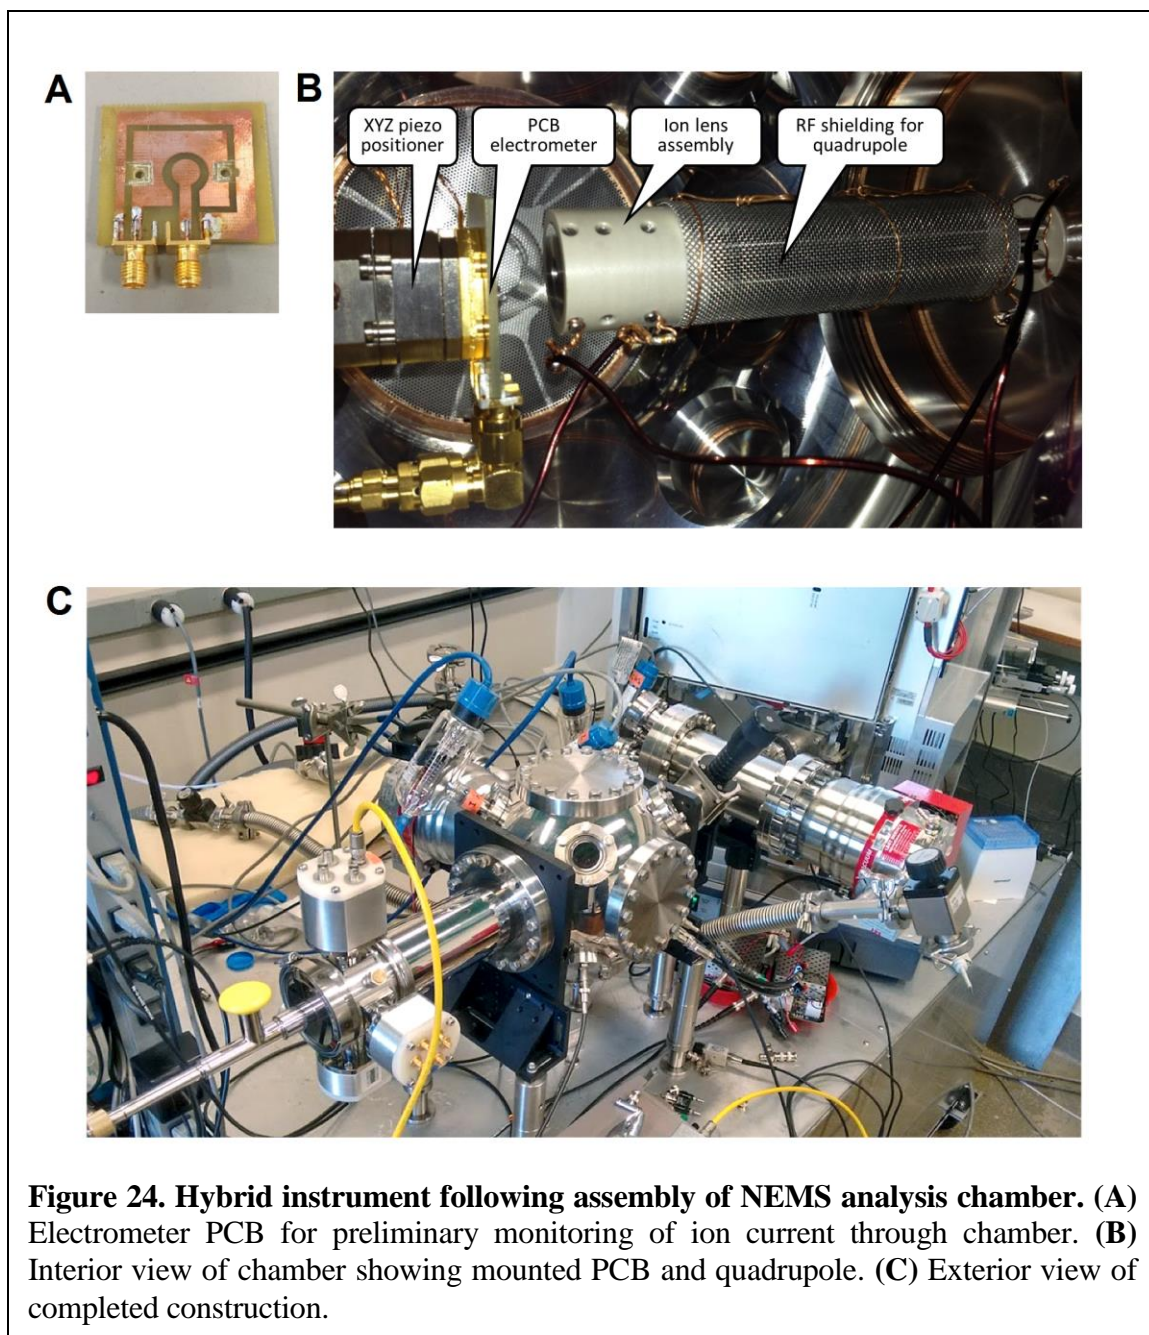 A
B
XYZ piezo
positioner
PCB
electrometer
Ion lens
assembly
RF shielding for
quadrupole
C
Figure 24. Hybrid instrument following assembly of NEMS analysis chamber. (A)
Electrometer PCB for preliminary monitoring of ion current through chamber. (B)
Interior view of chamber showing mounted PCB and quadrupole. (C) Exterior view of
completed construction.